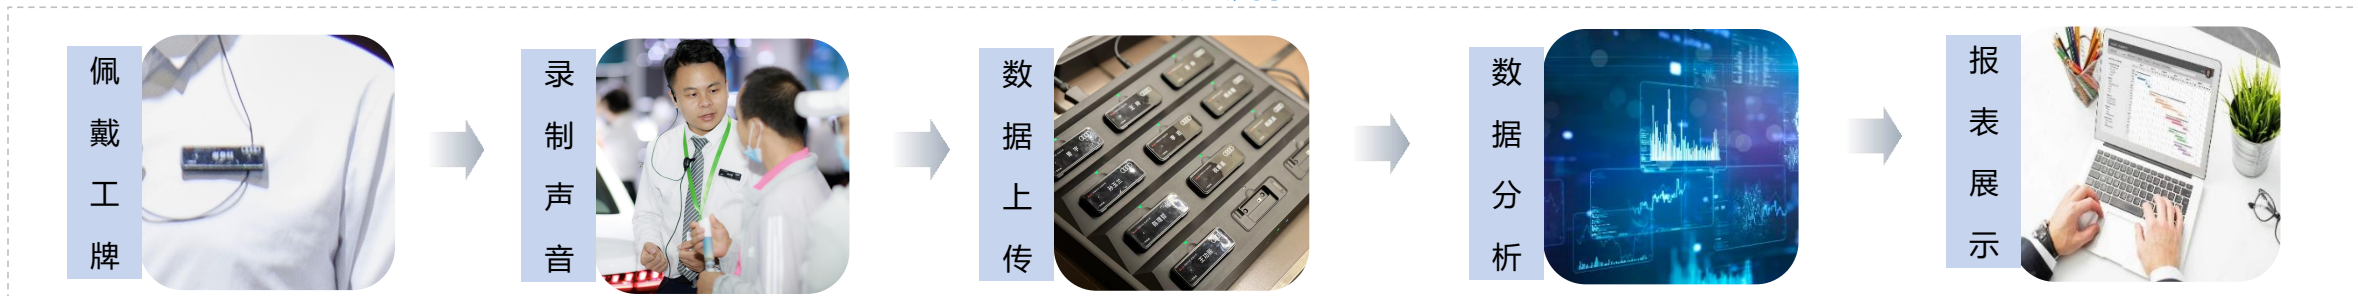 佩戴工牌
录制声音
数据上传
数据分析
报表展示